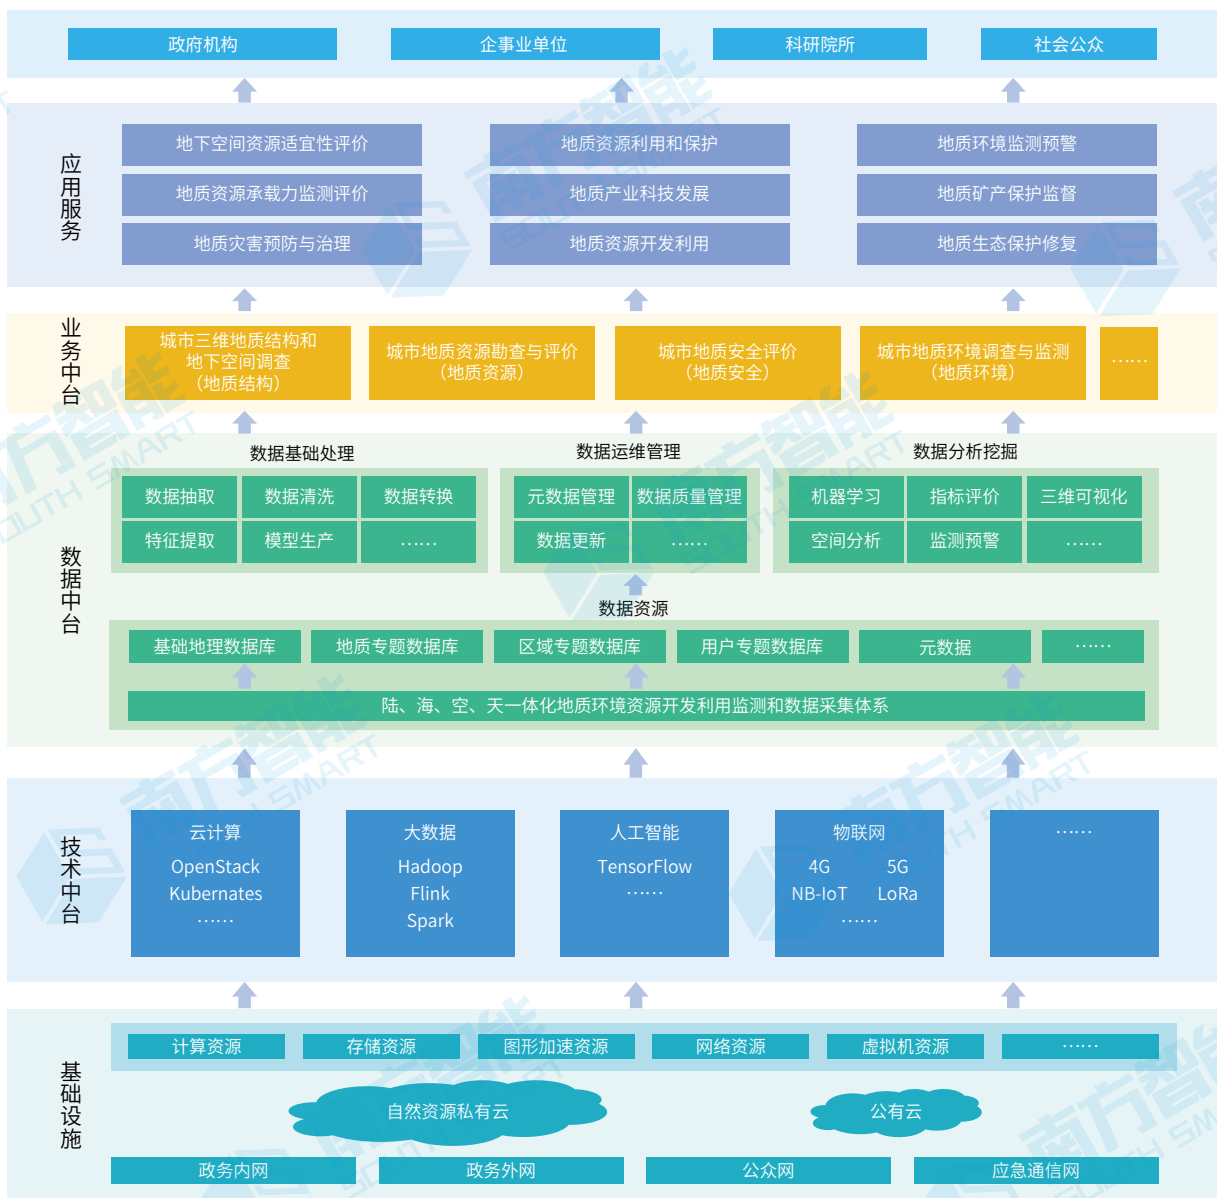 政府机构
企事业单位
科研院所
社会公众
应用服务
地下空间资源适宜性评价
地质资源利用和保护
地质环境监测预警
地质资源承载力监测评价
地质产业科技发展
地质矿产保护监督
地质灾害预防与治理
地质资源开发利用
地质生态保护修复
业务中台
城市三维地质结构和
地下空间调查
（地质结构）
城市地质资源勘查与评价
（地质资源）
城市地质安全评价
（地质安全）
城市地质环境调查与监测
（地质环境）
……
数据中台
数据基础处理
数据抽取
数据清洗
数据转换
特征提取
模型生产
……
数据运维管理
元数据管理
数据质量管理
数据更新
……
数据分析挖掘
机器学习
指标评价
三维可视化
空间分析
监测预警
……
数据资源
基础地理数据库
地质专题数据库
区域专题数据库
用户专题数据库
元数据
……
陆、海、空、天一体化地质环境资源开发利用监测和数据采集体系
技术中台
云计算
OpenStack
Kubernates
……
大数据
Hadoop
Flink
Spark
人工智能
TensorFlow
……
物联网
4G 5G
NB-IoT LoRa
……
……
基础设施
计算资源
存储资源
图形加速资源
网络资源
虚拟机资源
……
自然资源私有云
公有云
政务内网
政务外网
公众网
应急通信网
南方智能
SOUTH SMART